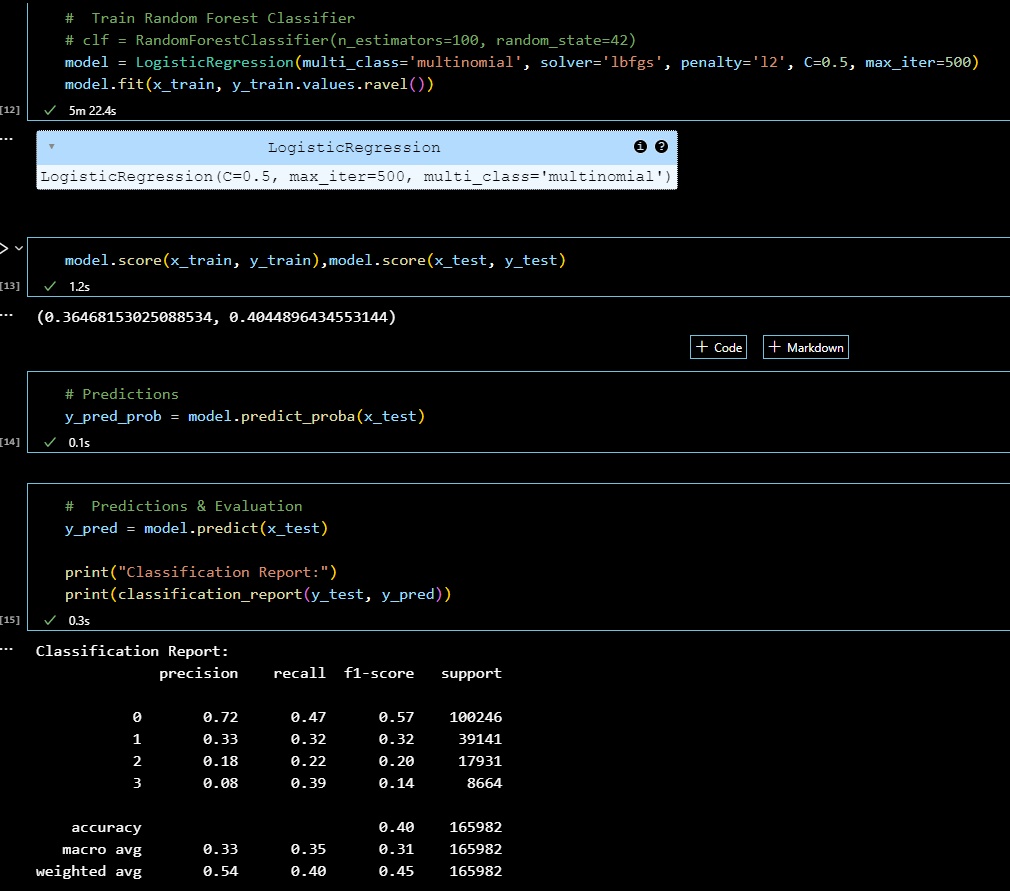 #  Train Random Forest Classifier
# clf = RandomForestClassifier(n_estimators=100, random_state=42)
model = LogisticRegression(multi_class='multinomial', solver='lbfgs', penalty='l2', C=0.5, max_iter=500)
model.fit(x_train, y_train.values.ravel())
[12] ✓ 5m 22.4s
...
LogisticRegression
LogisticRegression(C=0.5, max_iter=500, multi_class='multinomial')
model.score(x_train, y_train),model.score(x_test, y_test)
[13] ✓ 1.2s
... (0.36468153025088534, 0.4044896434553144)
+ Code + Markdown
# Predictions
y_pred_prob = model.predict_proba(x_test)
[14] ✓ 0.1s
#  Predictions & Evaluation
y_pred = model.predict(x_test)
print("Classification Report:")
print(classification_report(y_test, y_pred))
[15] ✓ 0.3s
... Classification Report:
precision recall f1-score support
0 0.72 0.47 0.57 100246
1 0.33 0.32 0.32 39141
2 0.18 0.22 0.20 17931
3 0.08 0.39 0.14 8664
accuracy 0.40 165982
macro avg 0.33 0.35 0.31 165982
weighted avg 0.54 0.40 0.45 165982